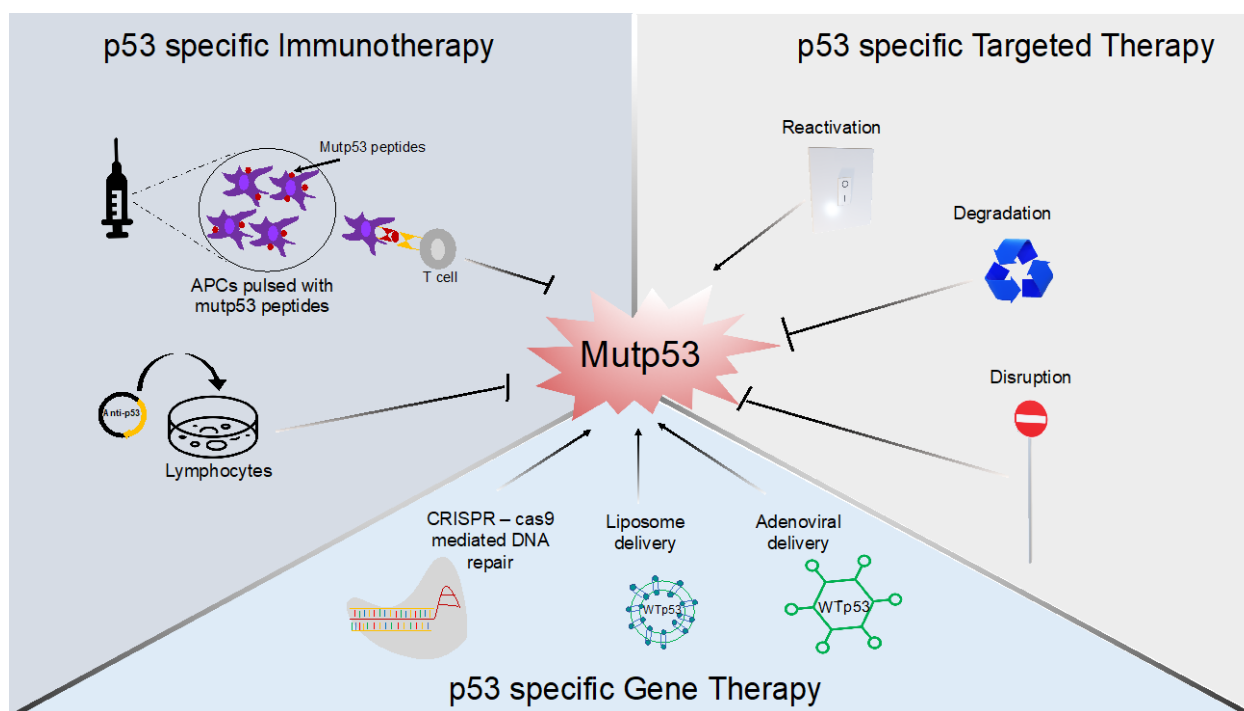 p53 specific Immunotherapy
Mutp53 peptides
APCs pulsed with
mutp53 peptides
T cell
Anti-p53
Lymphocytes
p53 specific Targeted Therapy
Reactivation
O
I
Degradation
Disruption
Mutp53
CRISPR – cas9
mediated DNA
repair
Liposome
delivery
WTp53
Adenoviral
delivery
WTp53
p53 specific Gene Therapy